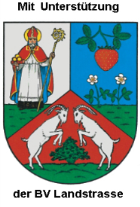 Mit Unterstützung
der BV Landstrasse